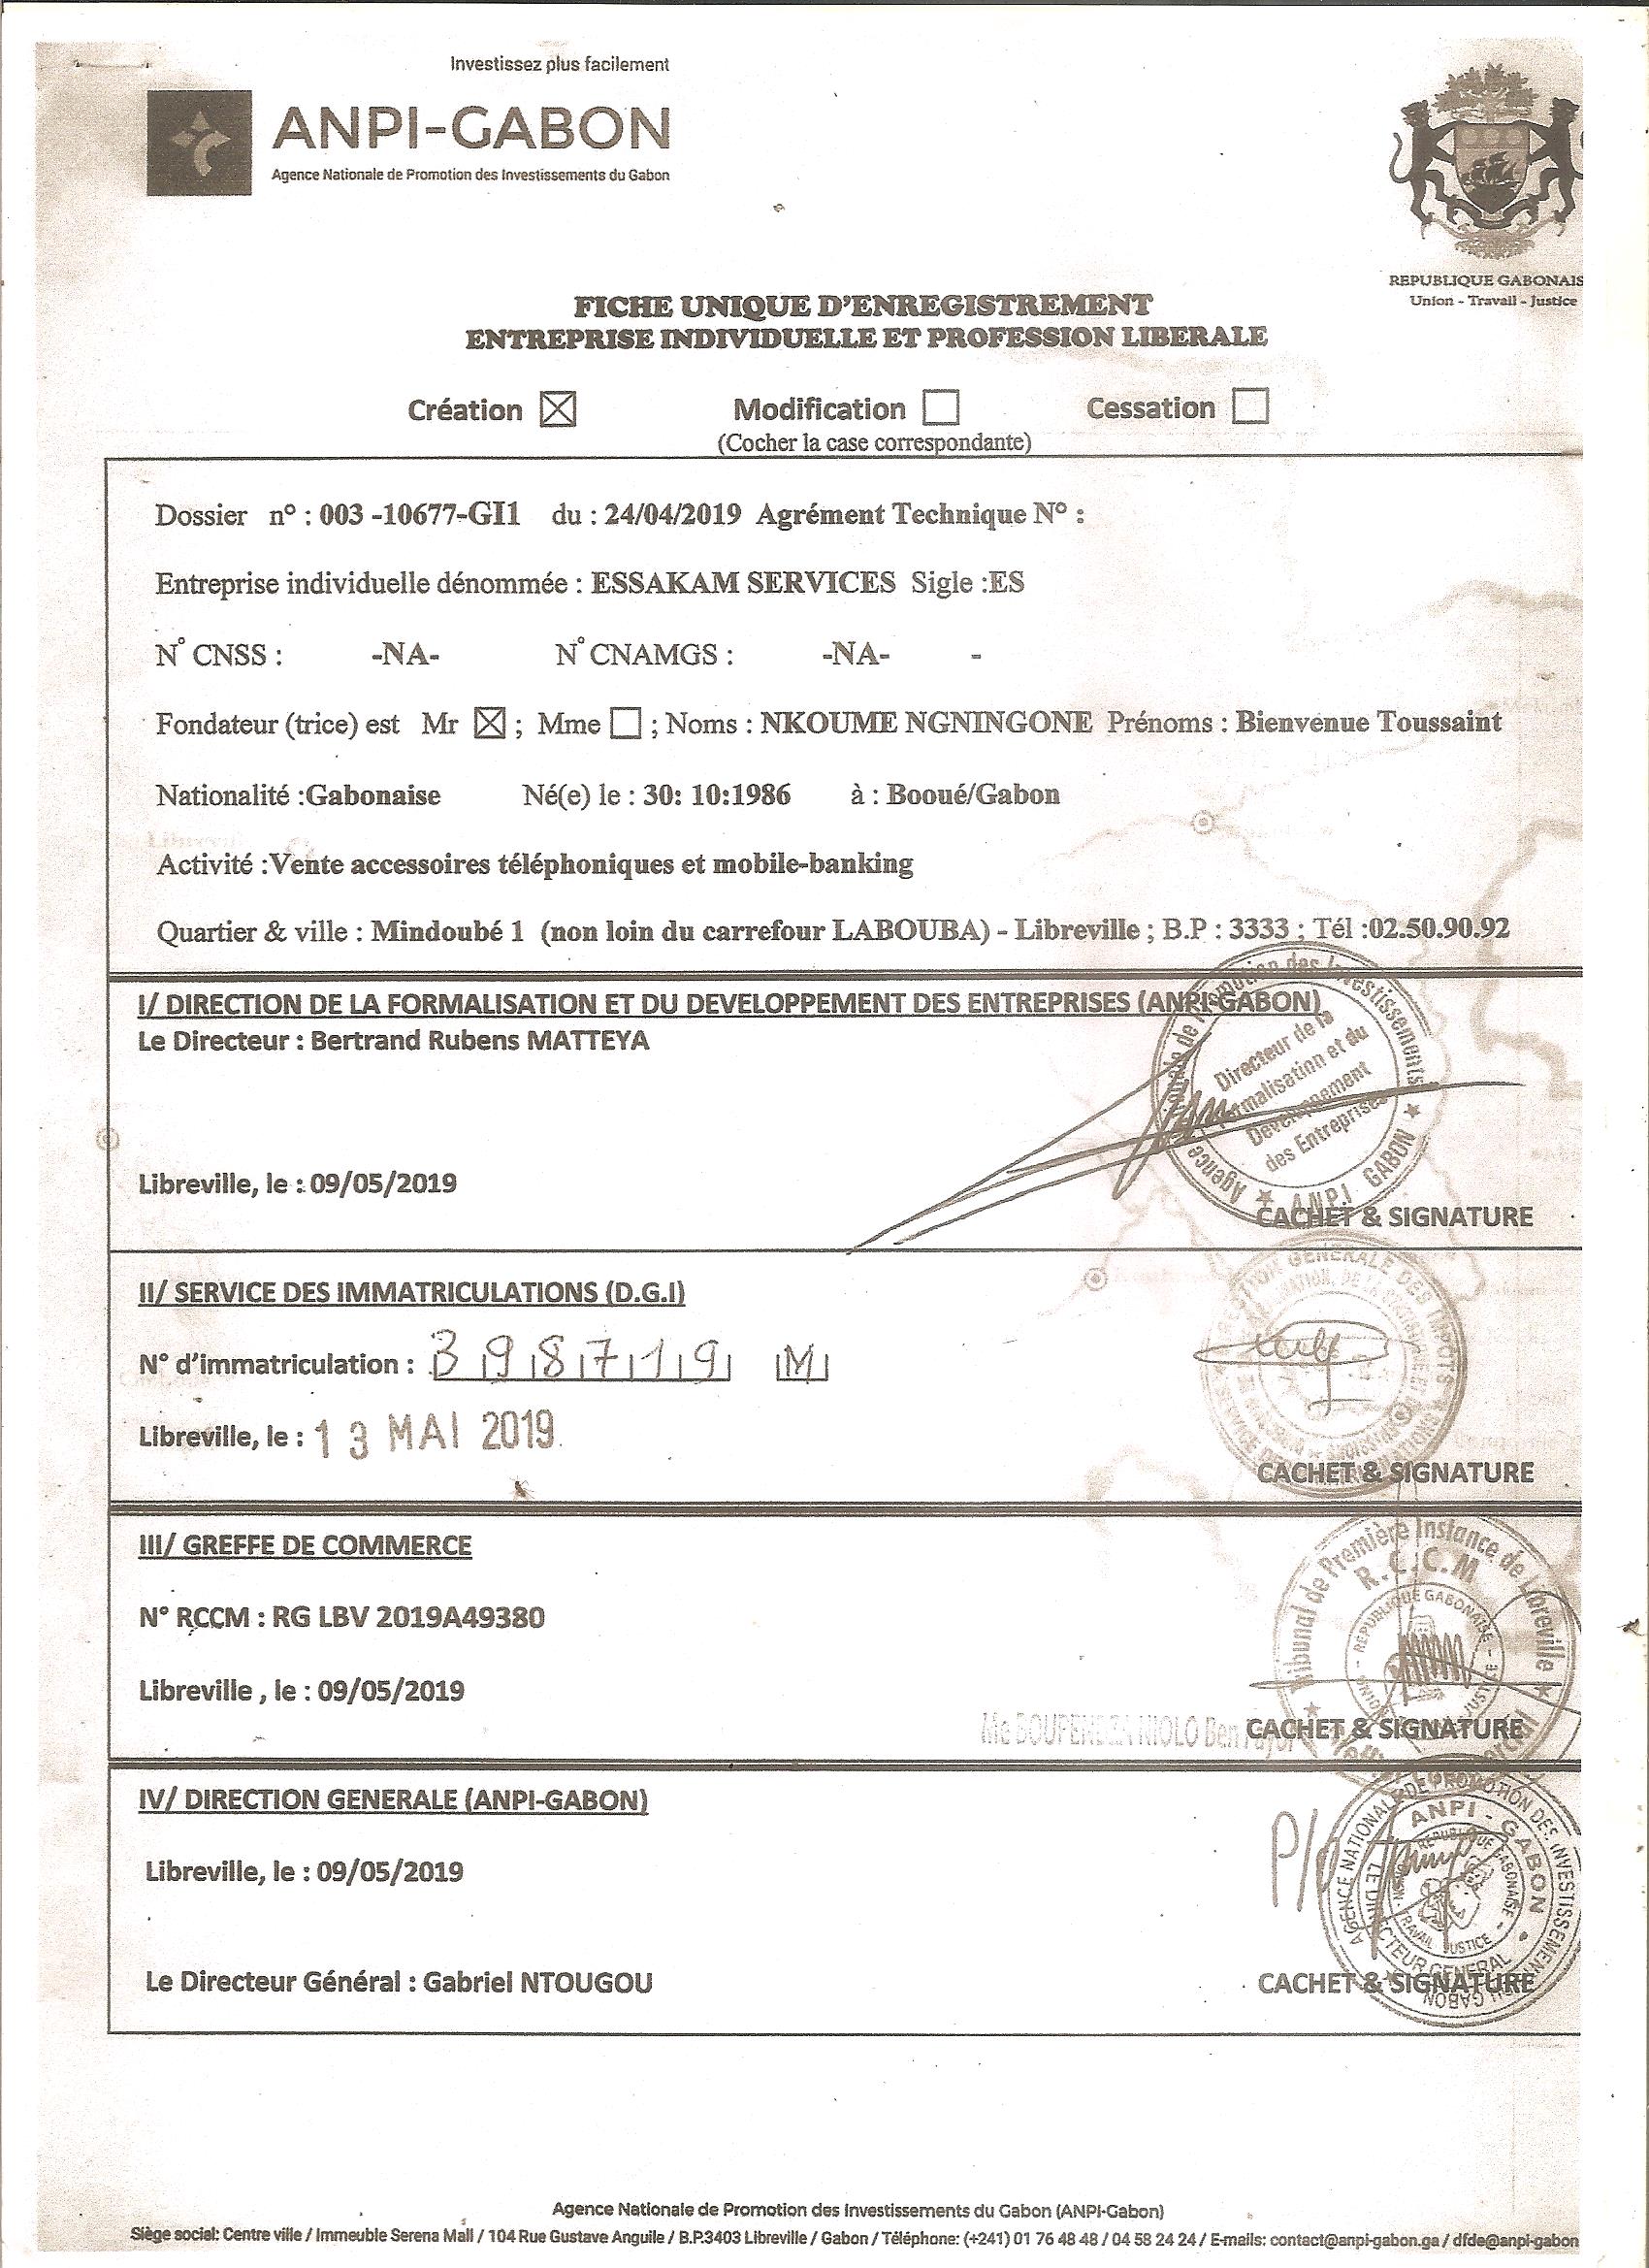 Investissez plus facilement
ANPI-GABON
Agence Nationale de Promotion des Investissements du Gabon
REPUBLIQUE GABONAIS
Union - Travail - Justice
FICHE UNIQUE D'ENREGISTREMENT
ENTREPRISE INDIVIDUELLE ET PROFESSION LIBERALE
Création ☒ Modification ☐ Cessation ☐
(Cocher la case correspondante)
Dossier n° : 003 -10677-GI1 du : 24/04/2019 Agrément Technique N° :
Entreprise individuelle dénommée : ESSAKAM SERVICES Sigle :ES
N° CNSS : -NA- N° CNAMGS : -NA- -
Fondateur (trice) est Mr ☒ ; Mme ☐ ; Noms : NKOUME NGNINGONE Prénoms : Bienvenue Toussaint
Nationalité :Gabonaise Né(e) le : 30: 10:1986 à : Booué/Gabon
Activité :Vente accessoires téléphoniques et mobile-banking
Quartier & ville : Mindoubé 1 (non loin du carrefour LABOUBA) - Libreville ; B.P : 3333 ; Tél :02.50.90.92
I/ DIRECTION DE LA FORMALISATION ET DU DEVELOPPEMENT DES ENTREPRISES (ANPI-GABON)
Le Directeur : Bertrand Rubens MATTEYA
Directeur de la
Formalisation et du
Développement
des Entreprises
Agence Nationale de Promotion des Investissements
★ A.N.P.I GABON ★
Libreville, le : 09/05/2019
CACHET & SIGNATURE
II/ SERVICE DES IMMATRICULATIONS (D.G.I)
DIRECTION GENERALE DES IMPOTS
N° d'immatriculation : 398719 M
Libreville, le : 13 MAI 2019
CACHET & SIGNATURE
III/ GREFFE DE COMMERCE
Tribunal de Première Instance de Libreville
R.C.C.M
REPUBLIQUE GABONAISE
N° RCCM : RG LBV 2019A49380
Libreville , le : 09/05/2019
CACHET & SIGNATURE
IV/ DIRECTION GENERALE (ANPI-GABON)
AGENCE NATIONALE DE PROMOTION DES INVESTISSEMENTS DU GABON
ANPI - GABON
REPUBLIQUE GABONAISE
TRAVAIL JUSTICE
LE DIRECTEUR GENERAL
P/o
Libreville, le : 09/05/2019
Le Directeur Général : Gabriel NTOUGOU
CACHET & SIGNATURE
Agence Nationale de Promotion des Investissements du Gabon (ANPI-Gabon)
Siège social: Centre ville / Immeuble Serena Mall / 104 Rue Gustave Anguile / B.P.3403 Libreville / Gabon / Téléphone: (+241) 01 76 48 48 / 04 58 24 24 / E-mails: contact@anpi-gabon.ga / dfde@anpi-gabon